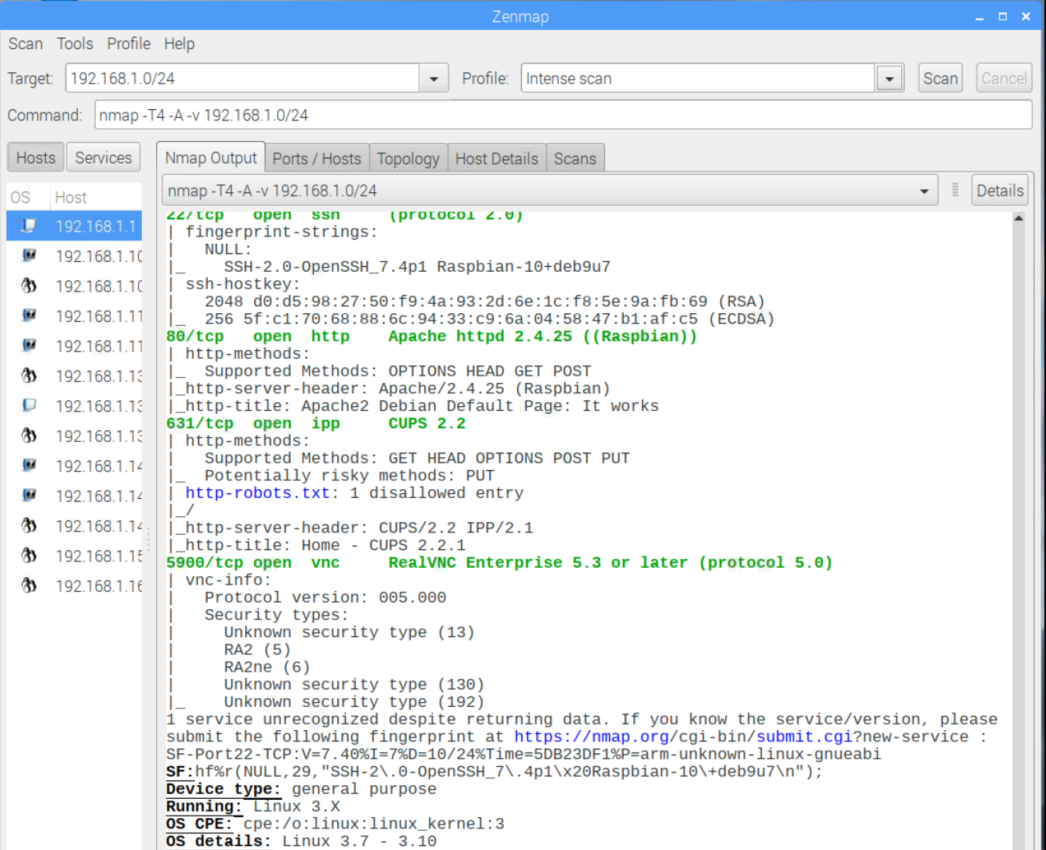 Zenmap
Scan Tools Profile Help
Target: 192.168.1.0/24 Profile: Intense scan Scan Cancel
Command: nmap -T4 -A -v 192.168.1.0/24
Hosts Services Nmap Output Ports / Hosts Topology Host Details Scans
nmap -T4 -A -v 192.168.1.0/24 Details
OS Host
192.168.1.1
192.168.1.10
192.168.1.10
192.168.1.11
192.168.1.11
192.168.1.13
192.168.1.13
192.168.1.13
192.168.1.14
192.168.1.14
192.168.1.14
192.168.1.15
192.168.1.16
22/tcp open ssh (protocol 2.0)
| fingerprint-strings:
|   NULL:
|_    SSH-2.0-OpenSSH_7.4p1 Raspbian-10+deb9u7
| ssh-hostkey:
|   2048 d0:d5:98:27:50:f9:4a:93:2d:6e:1c:f8:5e:9a:fb:69 (RSA)
|_  256 5f:c1:70:68:88:6c:94:33:c9:6a:04:58:47:b1:af:c5 (ECDSA)
80/tcp   open  http    Apache httpd 2.4.25 ((Raspbian))
| http-methods:
|_  Supported Methods: OPTIONS HEAD GET POST
|_http-server-header: Apache/2.4.25 (Raspbian)
|_http-title: Apache2 Debian Default Page: It works
631/tcp  open  ipp     CUPS 2.2
| http-methods:
|   Supported Methods: GET HEAD OPTIONS POST PUT
|_  Potentially risky methods: PUT
| http-robots.txt: 1 disallowed entry
|_/
|_http-server-header: CUPS/2.2 IPP/2.1
|_http-title: Home - CUPS 2.2.1
5900/tcp open  vnc     RealVNC Enterprise 5.3 or later (protocol 5.0)
| vnc-info:
|   Protocol version: 005.000
|   Security types:
|     Unknown security type (13)
|     RA2 (5)
|     RA2ne (6)
|     Unknown security type (130)
|_    Unknown security type (192)
1 service unrecognized despite returning data. If you know the service/version, please
submit the following fingerprint at https://nmap.org/cgi-bin/submit.cgi?new-service :
SF-Port22-TCP:V=7.40%I=7%D=10/24%Time=5DB23DF1%P=arm-unknown-linux-gnueabi
SF:hf%r(NULL,29,"SSH-2\.0-OpenSSH_7\.4p1\x20Raspbian-10\+deb9u7\n");
Device type: general purpose
Running: Linux 3.X
OS CPE: cpe:/o:linux:linux_kernel:3
OS details: Linux 3.7 - 3.10